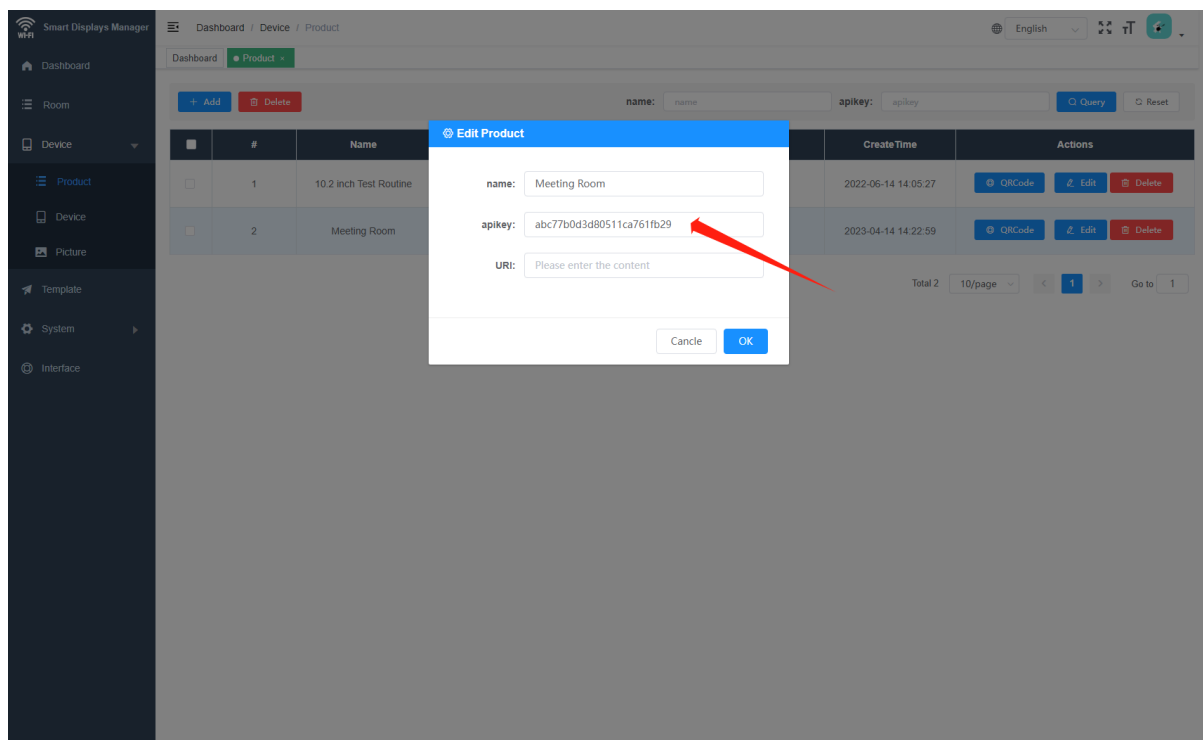 WI-FI Smart Displays Manager
Dashboard / Device / Product
English
Dashboard
Product ×
Dashboard
Room
Device
Product
Device
Picture
Template
System
Interface
+ Add
Delete
name: name
apikey: apikey
Query
Reset
# Name CreateTime Actions
1 10.2 inch Test Routine 2022-06-14 14:05:27 QRCode Edit Delete
2 Meeting Room 2023-04-14 14:22:59 QRCode Edit Delete
Total 2 10/page < 1 > Go to 1
Edit Product
name: Meeting Room
apikey: abc77b0d3d80511ca761fb29
URI: Please enter the content
Cancle OK